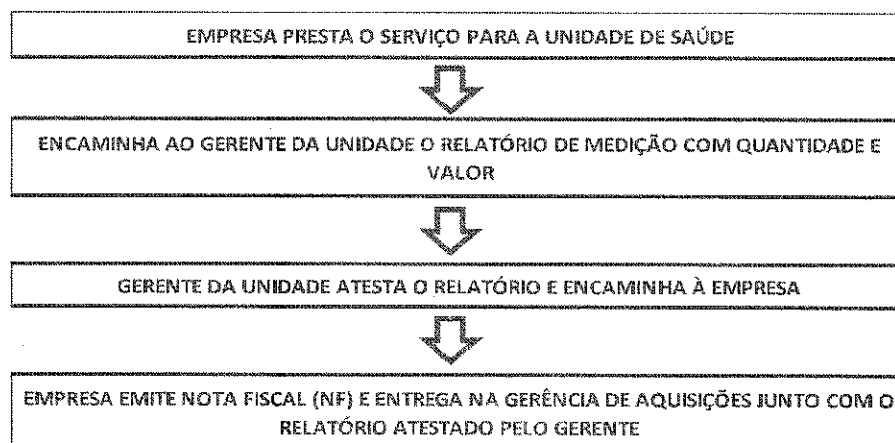 EMPRESA PRESTA O SERVIÇO PARA A UNIDADE DE SAÚDE
ENCAMINHA AO GERENTE DA UNIDADE O RELATÓRIO DE MEDIÇÃO COM QUANTIDADE E
VALOR
GERENTE DA UNIDADE ATESTA O RELATÓRIO E ENCAMINHA À EMPRESA
EMPRESA EMITE NOTA FISCAL (NF) E ENTREGA NA GERÊNCIA DE AQUISIÇÕES JUNTO COM O
RELATÓRIO ATESTADO PELO GERENTE